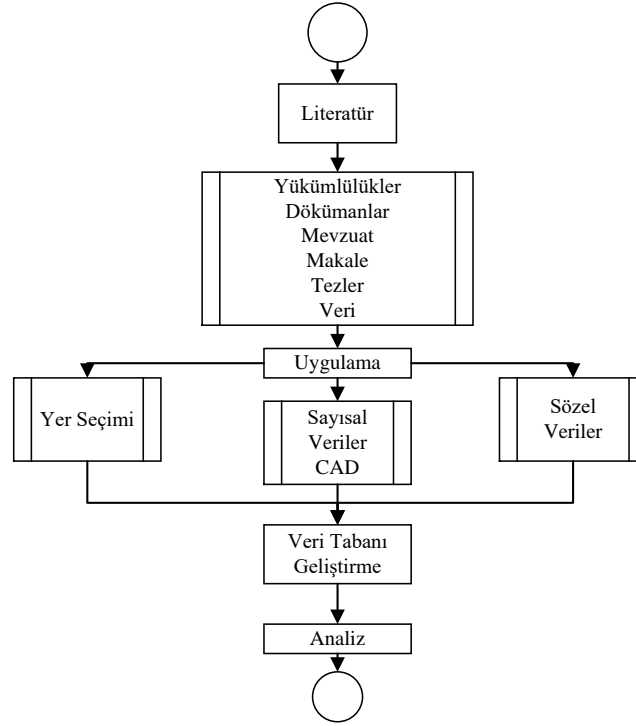 Literatür
Yükümlülükler
Dökümanlar
Mevzuat
Makale
Tezler
Veri
Uygulama
Yer Seçimi
Sayısal
Veriler
CAD
Sözel
Veriler
Veri Tabanı
Geliştirme
Analiz